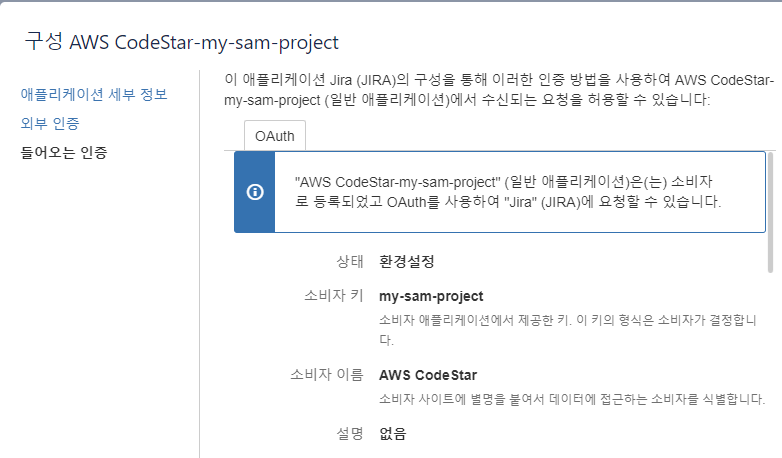 구성 AWS CodeStar-my-sam-project
애플리케이션 세부 정보
외부 인증
들어오는 인증
이 애플리케이션 Jira (JIRA)의 구성을 통해 이러한 인증 방법을 사용하여 AWS CodeStar-
my-sam-project (일반 애플리케이션)에서 수신되는 요청을 허용할 수 있습니다:
OAuth
"AWS CodeStar-my-sam-project" (일반 애플리케이션)은(는) 소비자
로 등록되었고 OAuth를 사용하여 "Jira" (JIRA)에 요청할 수 있습니다.
상태 환경설정
소비자 키 my-sam-project
소비자 애플리케이션에서 제공한 키. 이 키의 형식은 소비자가 결정합니
다.
소비자 이름 AWS CodeStar
소비자 사이트에 별명을 붙여서 데이터에 접근하는 소비자를 식별합니다.
설명 없음